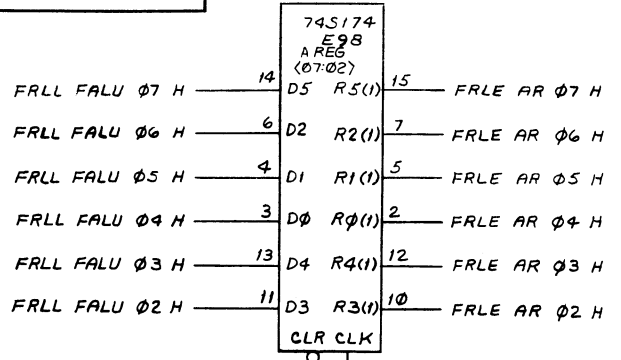 74S174
E98
A REG
<07:02>
FRLL FALU Ø7 H 14 D5 R5(1) 15 FRLE AR Ø7 H
FRLL FALU Ø6 H 6 D2 R2(1) 7 FRLE AR Ø6 H
FRLL FALU Ø5 H 4 D1 R1(1) 5 FRLE AR Ø5 H
FRLL FALU Ø4 H 3 DØ RØ(1) 2 FRLE AR Ø4 H
FRLL FALU Ø3 H 13 D4 R4(1) 12 FRLE AR Ø3 H
FRLL FALU Ø2 H 11 D3 R3(1) 1Ø FRLE AR Ø2 H
CLR CLK